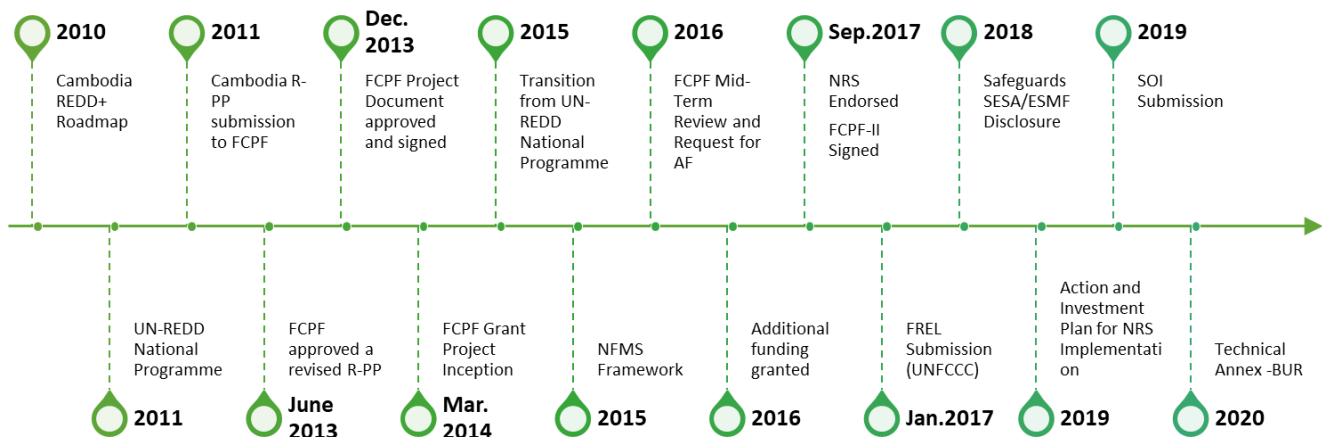 2010
Cambodia
REDD+
Roadmap
2011
Cambodia R-
PP
submission
to FCPF
Dec.
2013
FCPF Project
Document
approved
and signed
2015
Transition
from UN-
REDD
National
Programme
2016
FCPF Mid-
Term
Review and
Request for
AF
Sep.2017
NRS
Endorsed
FCPF-II
Signed
2018
Safeguards
SESA/ESMF
Disclosure
2019
SOI
Submission
UN-REDD
National
Programme
2011
FCPF
approved a
revised R-PP
June
2013
FCPF Grant
Project
Inception
Mar.
2014
NFMS
Framework
2015
Additional
funding
granted
2016
FREL
Submission
(UNFCCC)
Jan.2017
Action and
Investment
Plan for NRS
Implementati
on
2019
Technical
Annex -BUR
2020